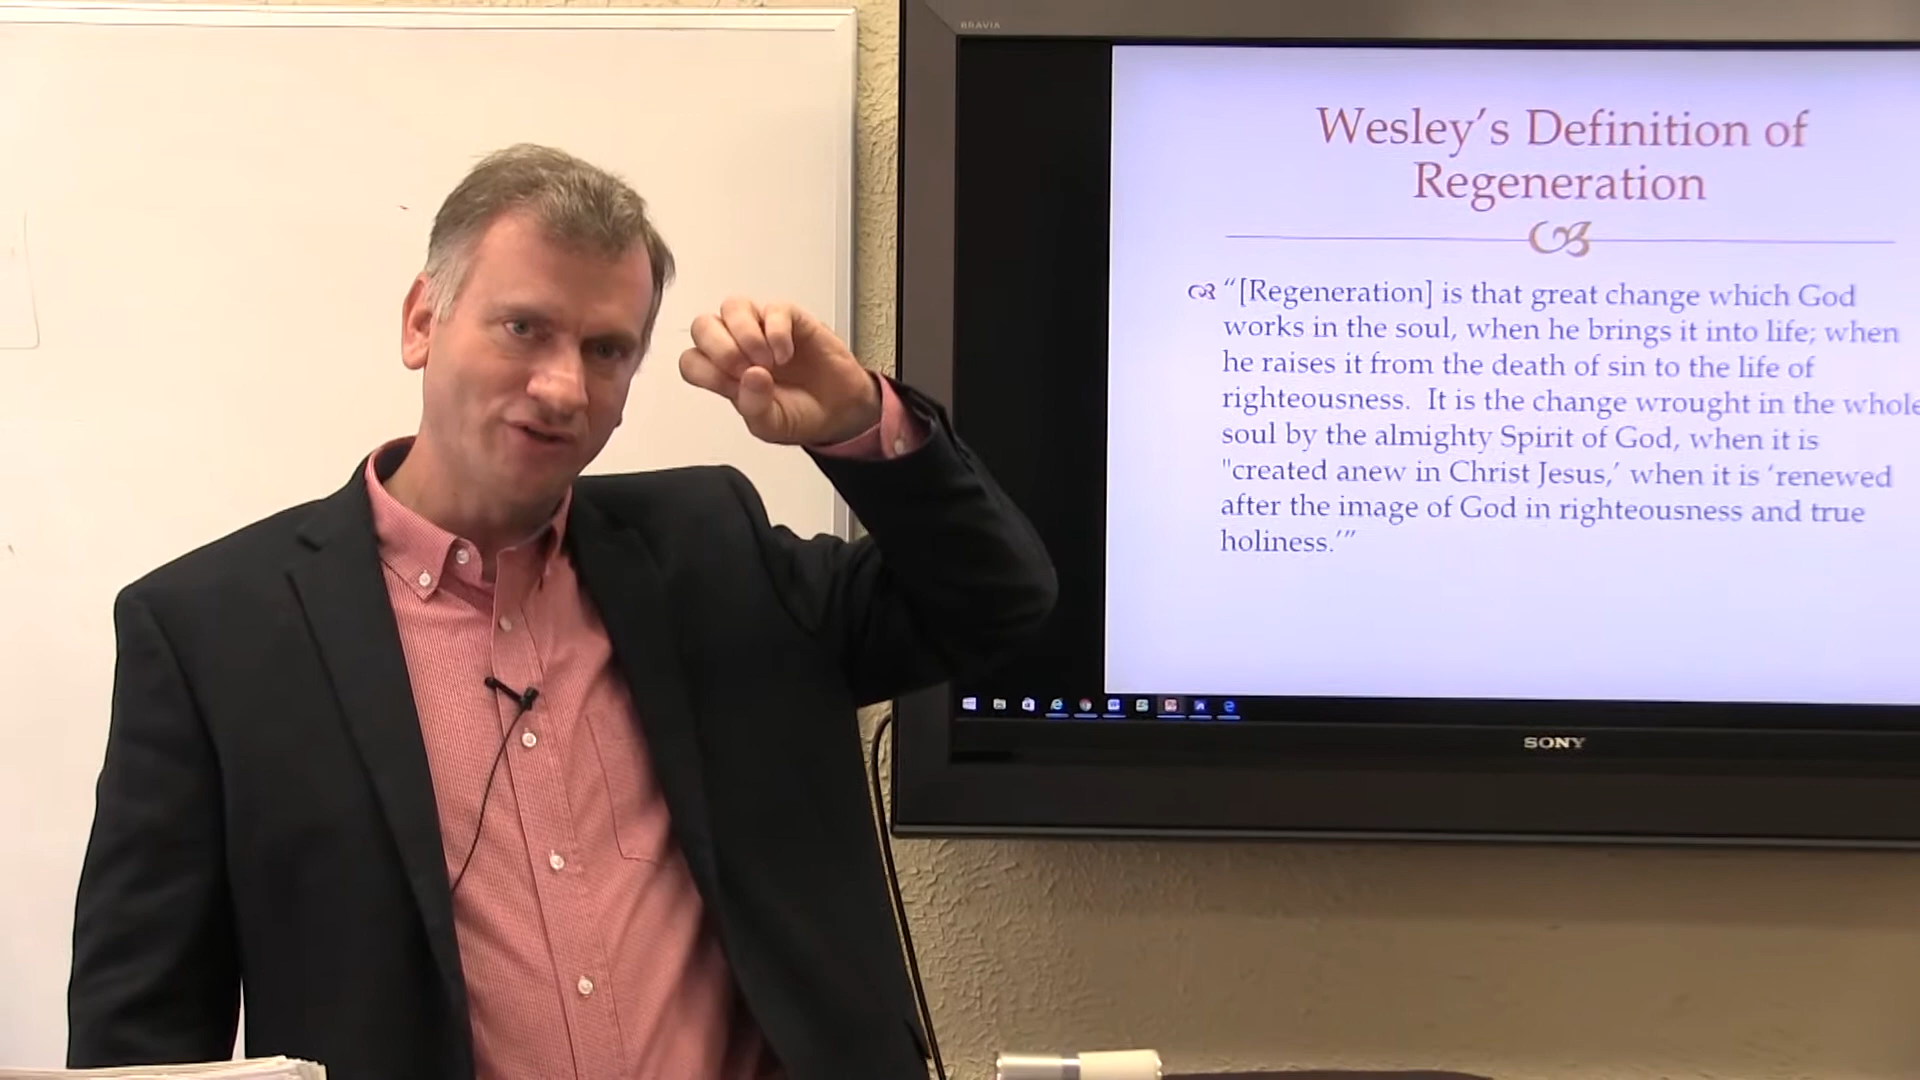 BRAVIA
Wesley’s Definition of
Regeneration
“[Regeneration] is that great change which God
works in the soul, when he brings it into life; when
he raises it from the death of sin to the life of
righteousness. It is the change wrought in the whole
soul by the almighty Spirit of God, when it is
"created anew in Christ Jesus,’ when it is ‘renewed
after the image of God in righteousness and true
holiness.’”
SONY